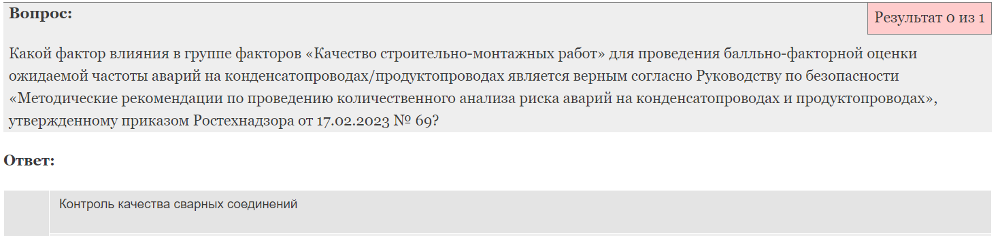 Вопрос:
Результат 0 из 1
Какой фактор влияния в группе факторов «Качество строительно-монтажных работ» для проведения балльно-факторной оценки
ожидаемой частоты аварий на конденсатопроводах/продуктопроводах является верным согласно Руководству по безопасности
«Методические рекомендации по проведению количественного анализа риска аварий на конденсатопроводах и продуктопроводах»,
утвержденному приказом Ростехнадзора от 17.02.2023 № 69?
Ответ:
Контроль качества сварных соединений